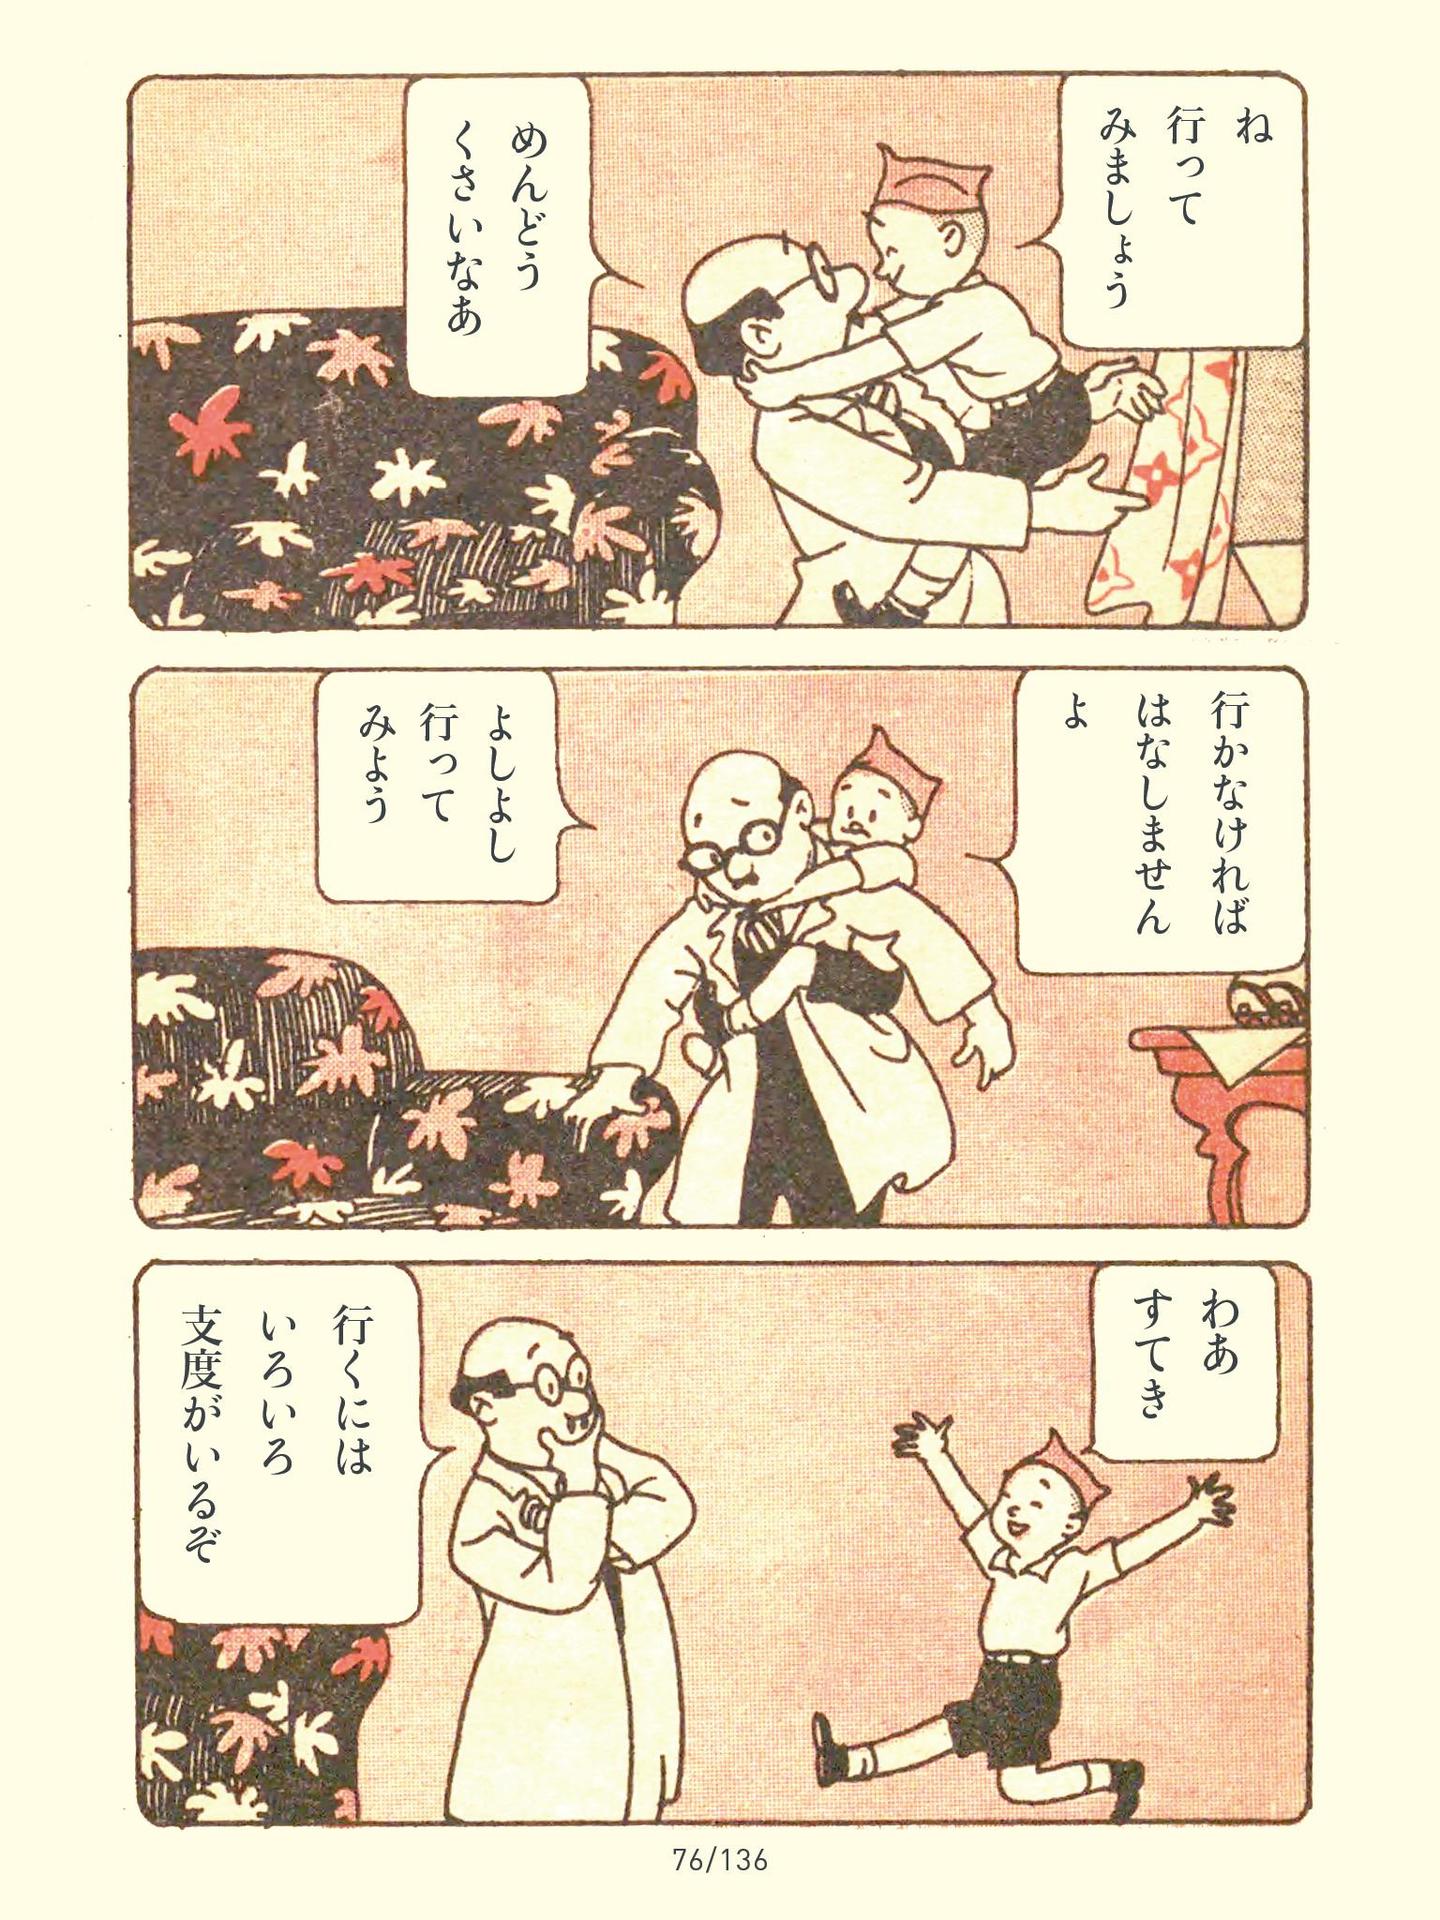 ね
行って
みましょう
めんどう
くさいなあ
行かなければ
はなしません
よ
よしよし
行って
みよう
わあ
すてき
行くには
いろいろ
支度がいるぞ
76/136